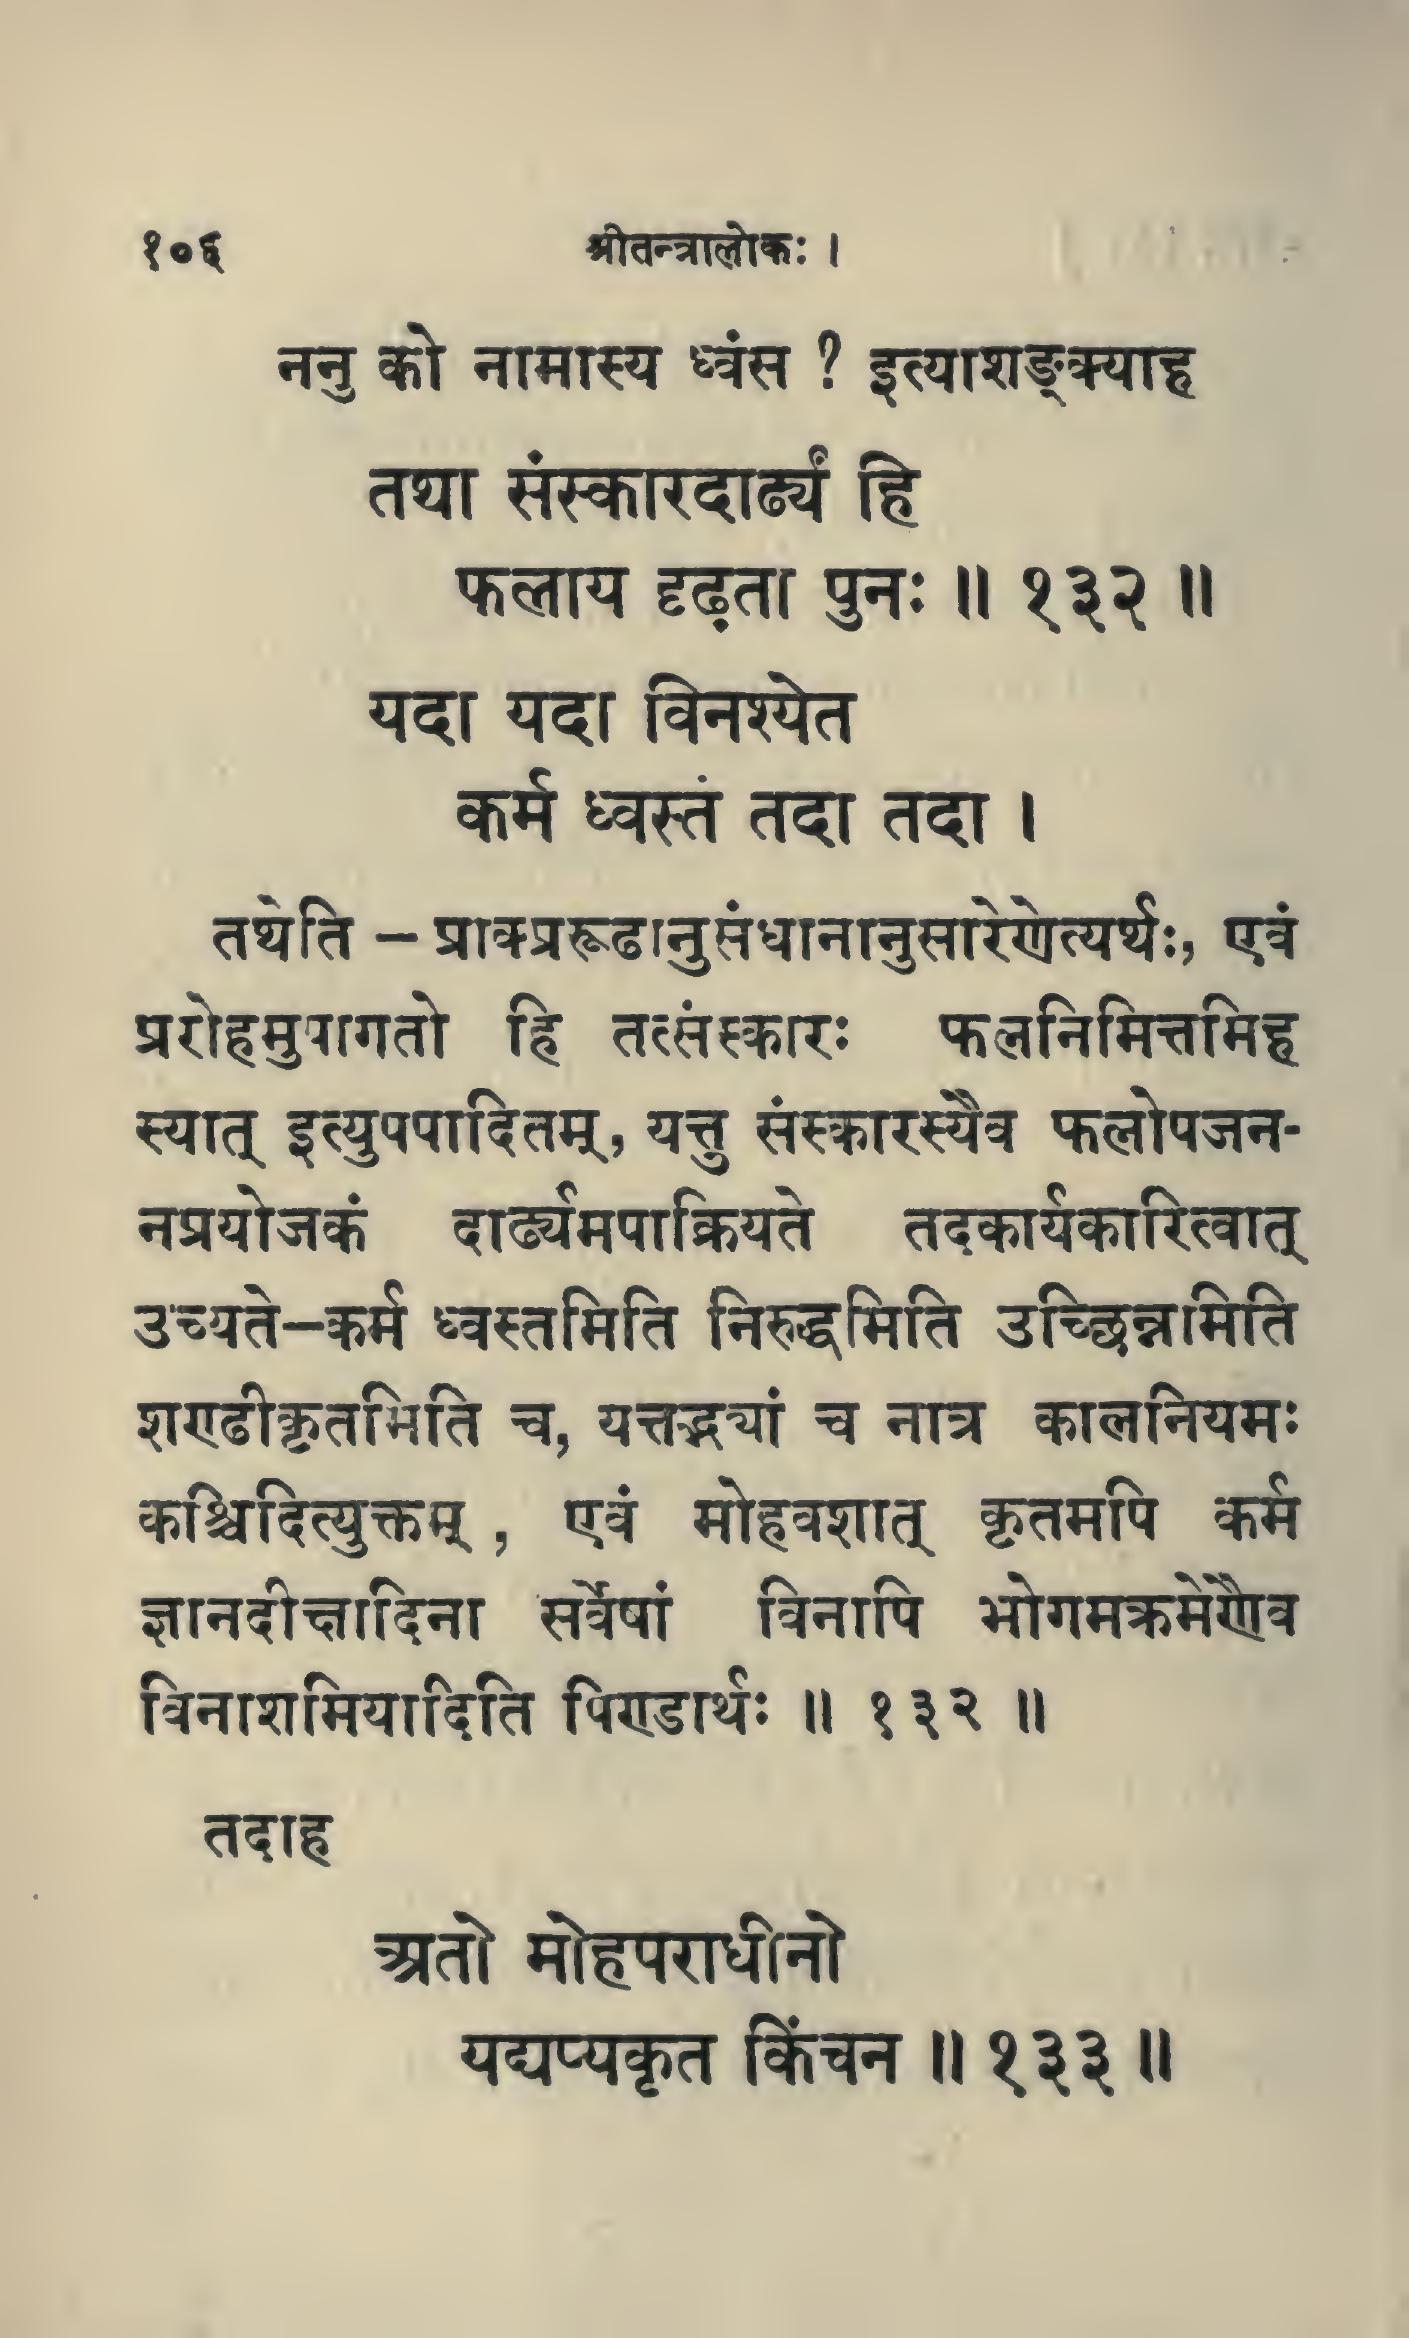 १०६ श्रीतन्त्रालोकः ।
ननु को नामास्य ध्वंस ? इत्याशङ्क्याह
तथा संस्कारदार्ढ्यं हि
फलाय दृढता पुनः ॥ १३२ ॥
यदा यदा विनश्येत
कर्म ध्वस्तं तदा तदा ।
तथेति – प्राक्प्ररूढानुसंधानानुसारेणेत्यर्थः, एवं
प्ररोहमुपागतो हि तत्संस्कारः फलनिमित्तमिह
स्यात् इत्युपपादितम्, यत्तु संस्कारस्यैव फलोपजन-
नप्रयोजकं दार्ढ्यमपाक्रियते तदकार्यकारित्वात्
उच्यते–कर्म ध्वस्तमिति निरुद्धमिति उच्छिन्नमिति
शण्ढीकृतमिति च, यत्तद्भ्यां च नात्र कालनियमः
कश्चिदित्युक्तम् , एवं मोहवशात् कृतमपि कर्म
ज्ञानदीक्षादिना सर्वेषां विनापि भोगमक्रमेणैव
विनाशमियादिति पिण्डार्थः ॥ १३२ ॥
तदाह
अतो मोहपराधीनो
यद्यप्यकृत किंचन ॥ १३३ ॥